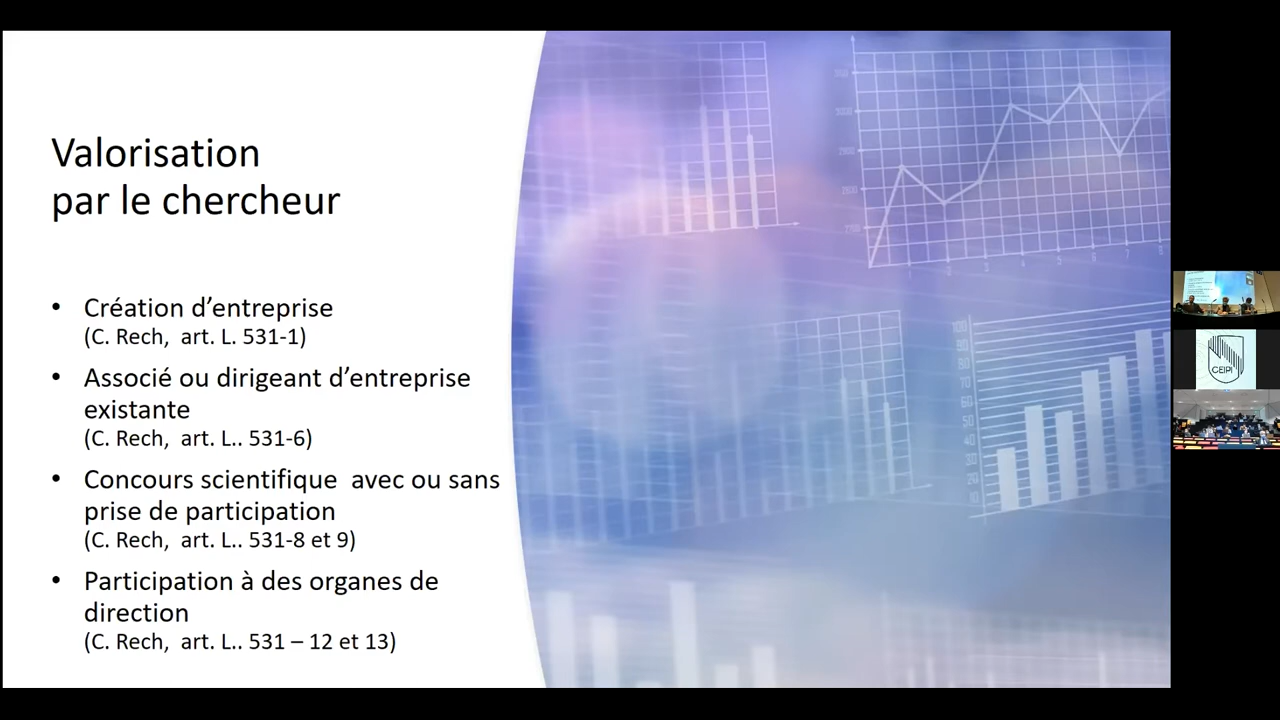 Valorisation
par le chercheur
• Création d’entreprise
(C. Rech,  art. L. 531-1)
• Associé ou dirigeant d’entreprise
existante
(C. Rech,  art. L.. 531-6)
• Concours scientifique  avec ou sans
prise de participation
(C. Rech,  art. L.. 531-8 et 9)
• Participation à des organes de
direction
(C. Rech,  art. L.. 531 – 12 et 13)
CEIPI